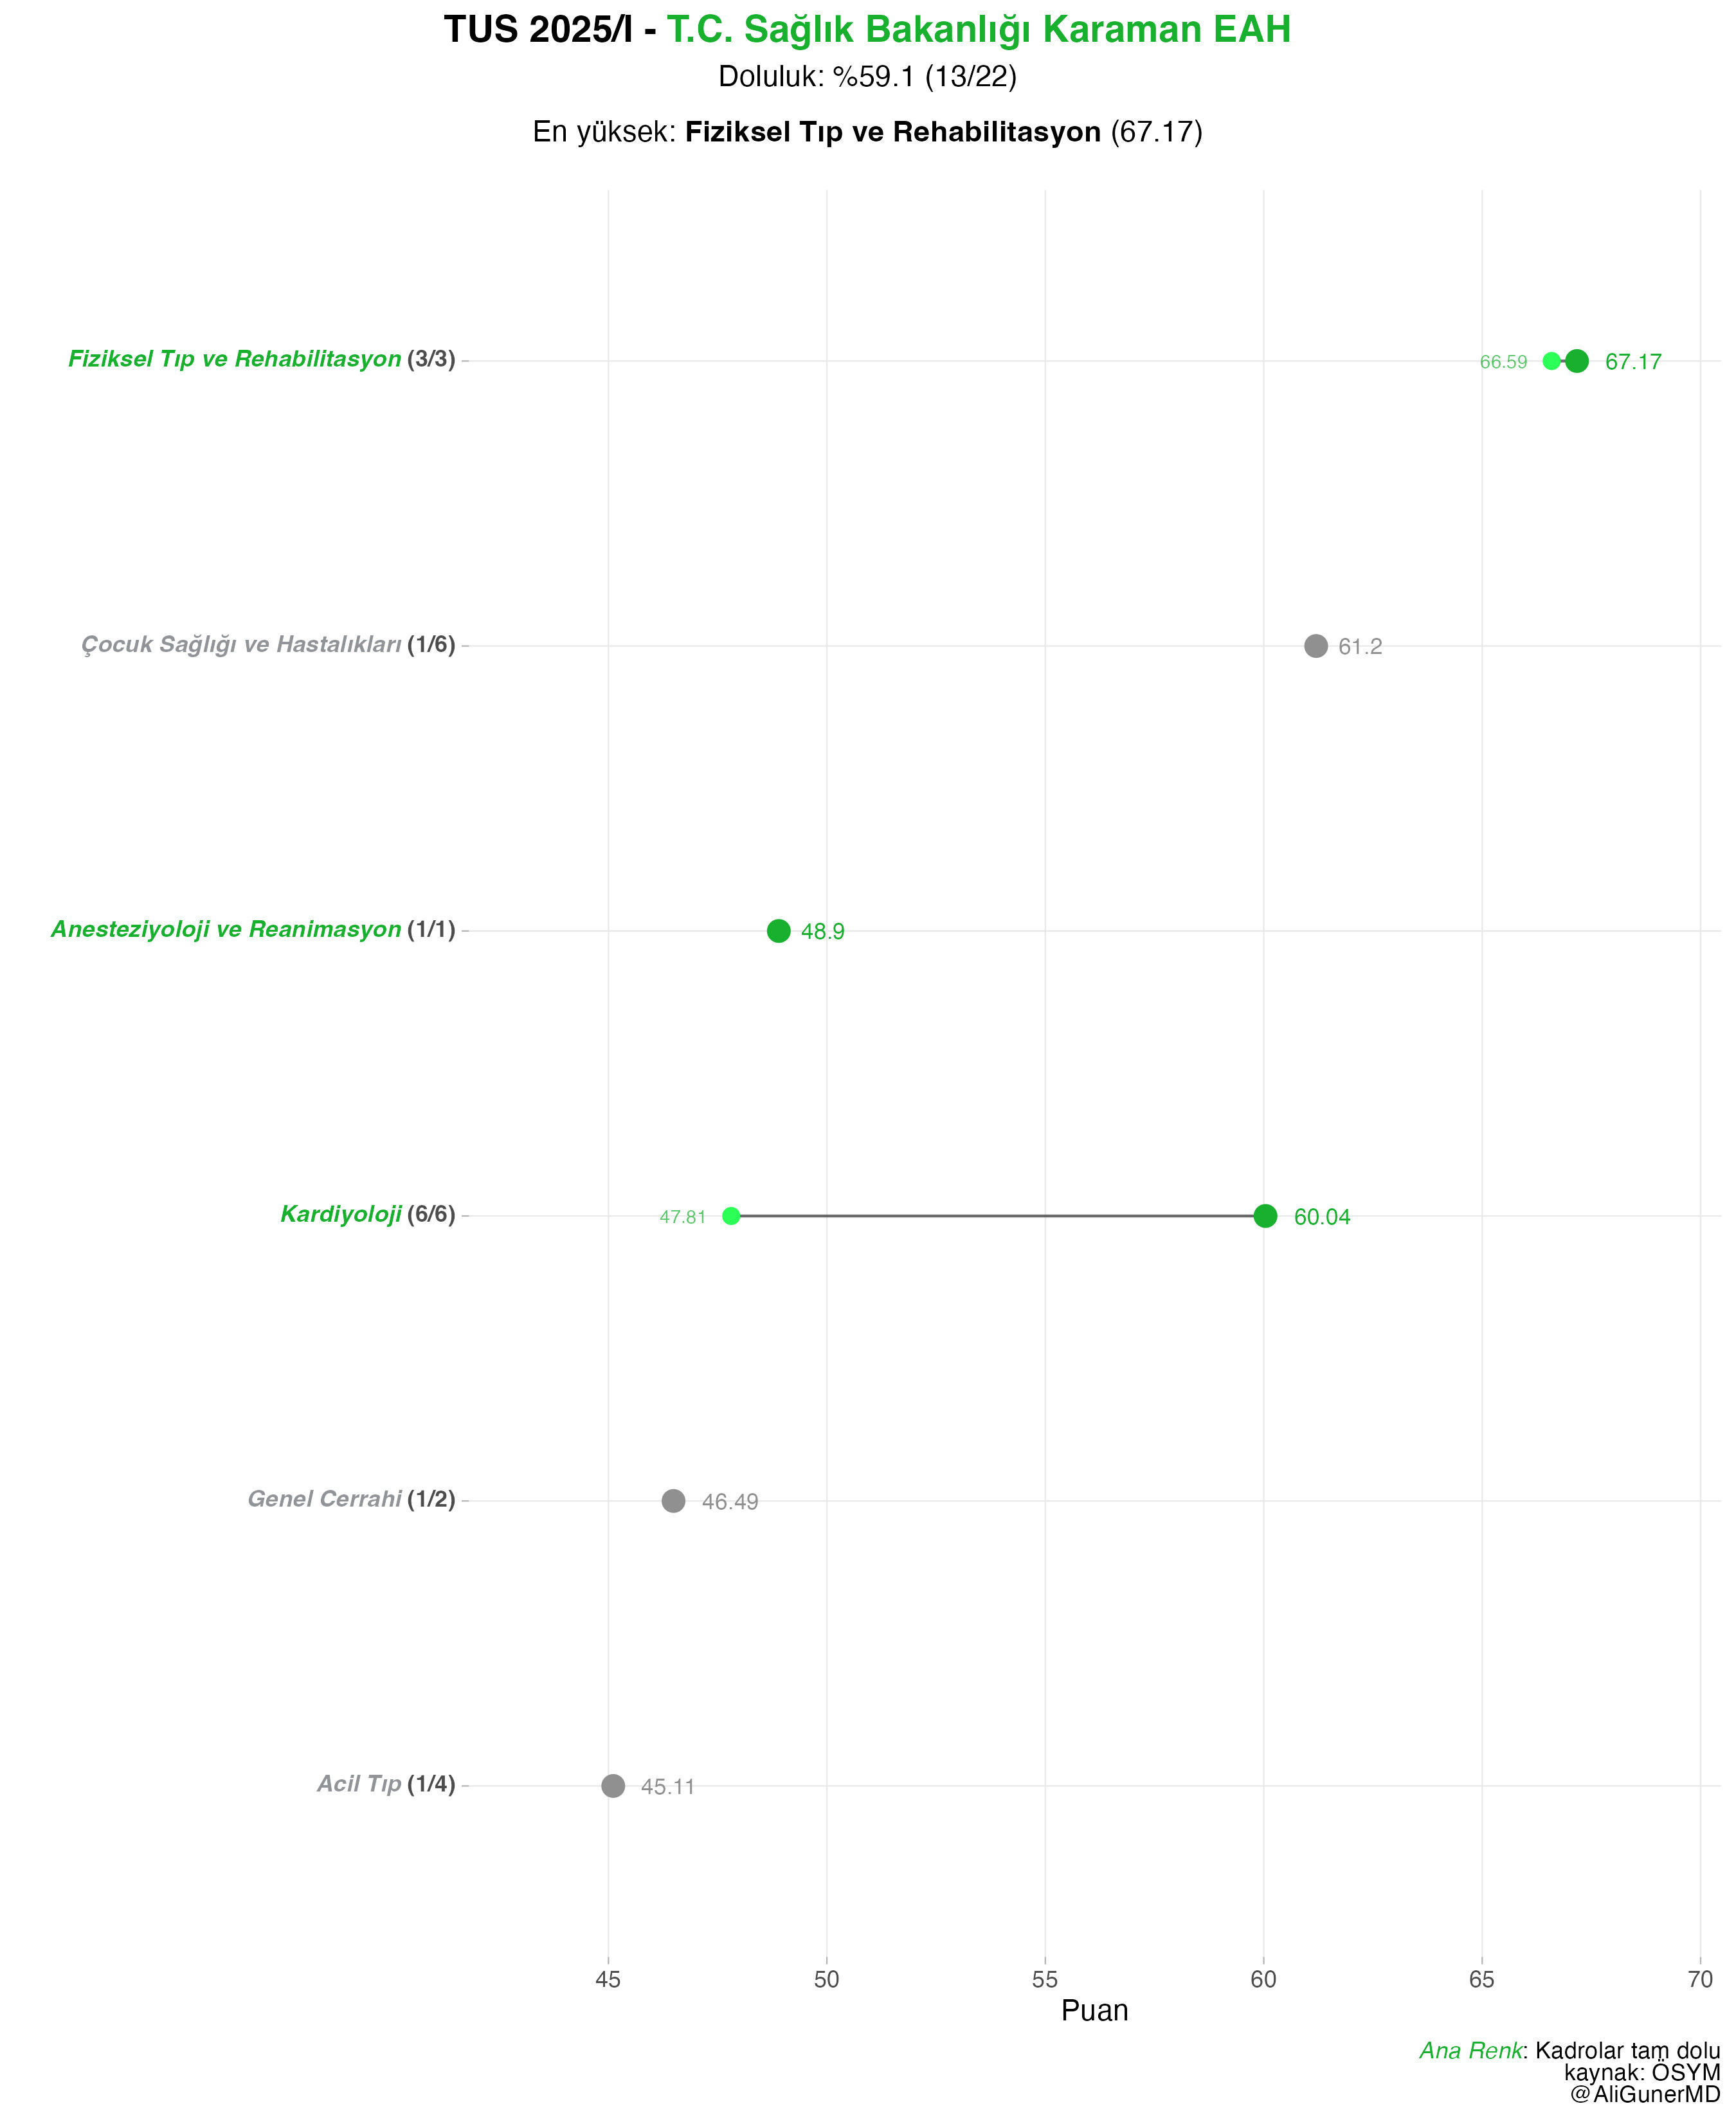 TUS 2025/I - T.C. Sağlık Bakanlığı Karaman EAH
Doluluk: %59.1 (13/22)
En yüksek: Fiziksel Tıp ve Rehabilitasyon (67.17)
Fiziksel Tıp ve Rehabilitasyon (3/3)
66.59
67.17
Çocuk Sağlığı ve Hastalıkları (1/6)
61.2
Anesteziyoloji ve Reanimasyon (1/1)
48.9
Kardiyoloji (6/6)
47.81
60.04
Genel Cerrahi (1/2)
46.49
Acil Tıp (1/4)
45.11
45 50 55 60 65 70
Puan
Ana Renk: Kadrolar tam dolu
kaynak: ÖSYM
@AliGunerMD